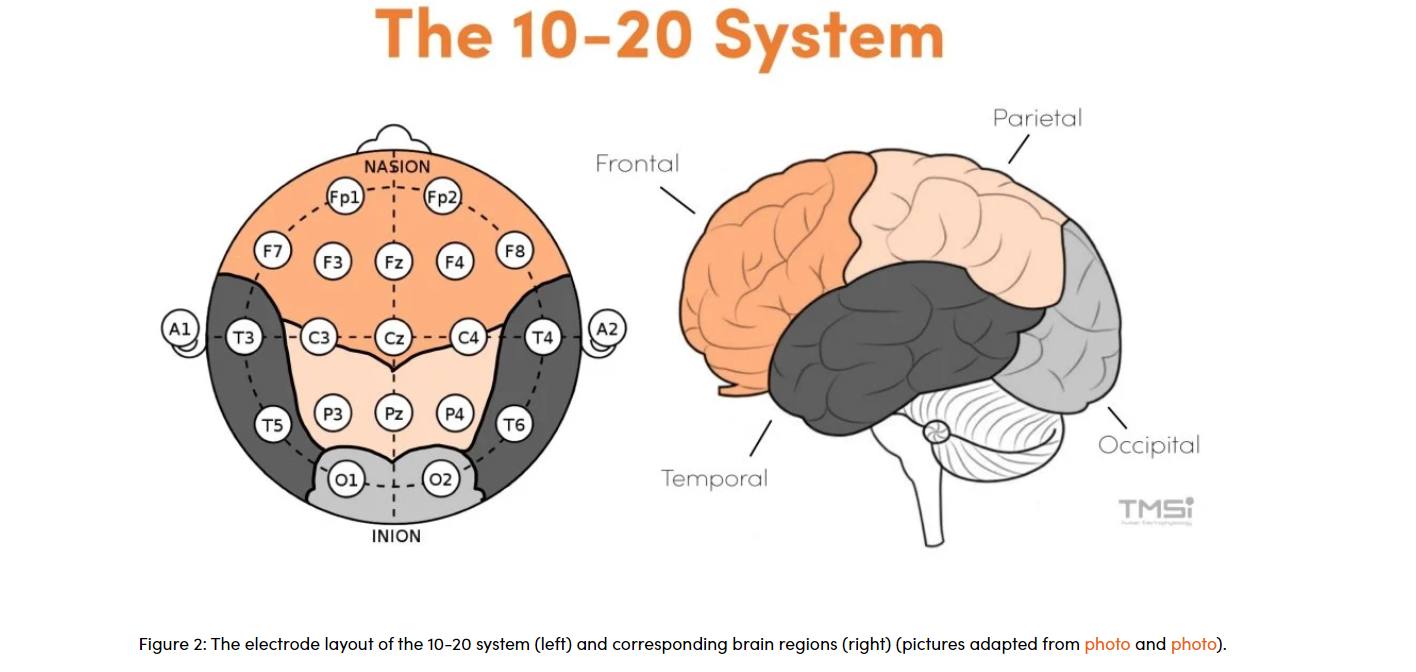 The 10-20 System
NASION
Fp1 Fp2
F7 F3 Fz F4 F8
A1 T3 C3 Cz C4 T4 A2
T5 P3 Pz P4 T6
O1 O2
INION
Frontal
Parietal
Temporal
Occipital
TMSi
Figure 2: The electrode layout of the 10-20 system (left) and corresponding brain regions (right) (pictures adapted from photo and photo).